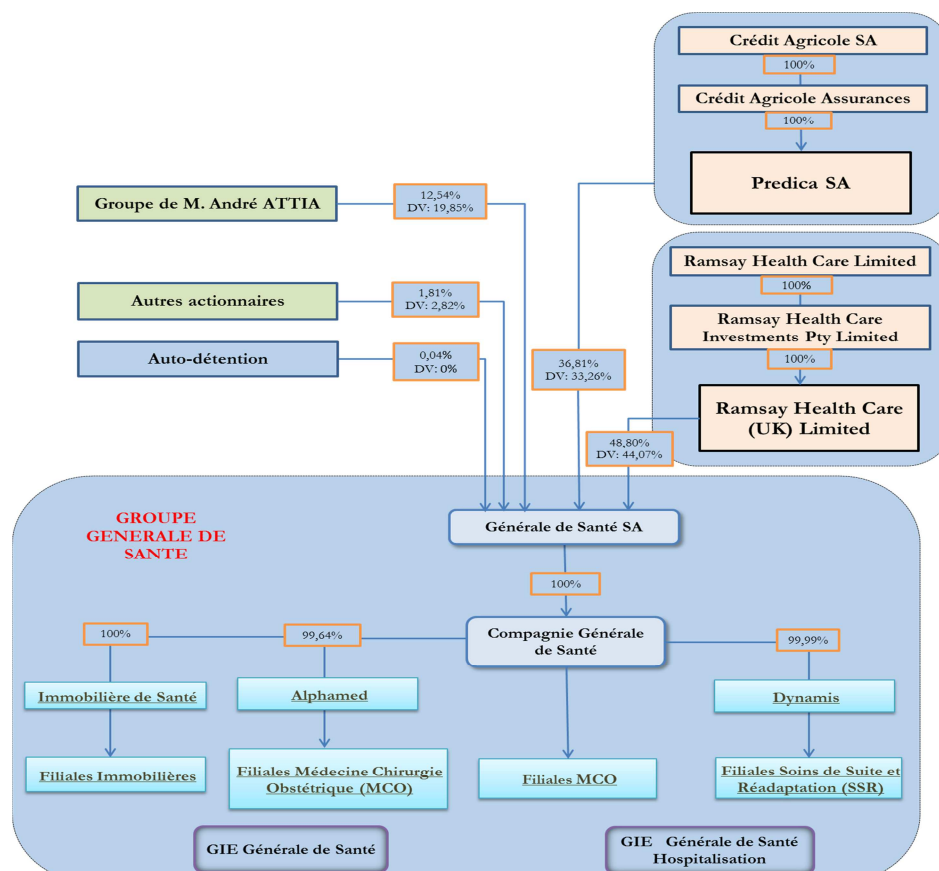 Crédit Agricole SA
100%
Crédit Agricole Assurances
100%
Predica SA
12,54%
DV: 19,85%
Groupe de M. André ATTIA
Ramsay Health Care Limited
100%
Ramsay Health Care
Investments Pty Limited
100%
Ramsay Health Care
(UK) Limited
Autres actionnaires
1,81%
DV: 2,82%
Auto-détention
0,04%
DV: 0%
36,81%
DV: 33,26%
48,80%
DV: 44,07%
GROUPE
GENERALE DE
SANTE
Générale de Santé SA
100%
Compagnie Générale
de Santé
100%
99,64%
99,99%
Immobilière de Santé
Alphamed
Dynamis
Filiales Immobilières
Filiales Médecine Chirurgie
Obstétrique (MCO)
Filiales MCO
Filiales Soins de Suite et
Réadaptation (SSR)
GIE Générale de Santé
GIE Générale de Santé
Hospitalisation